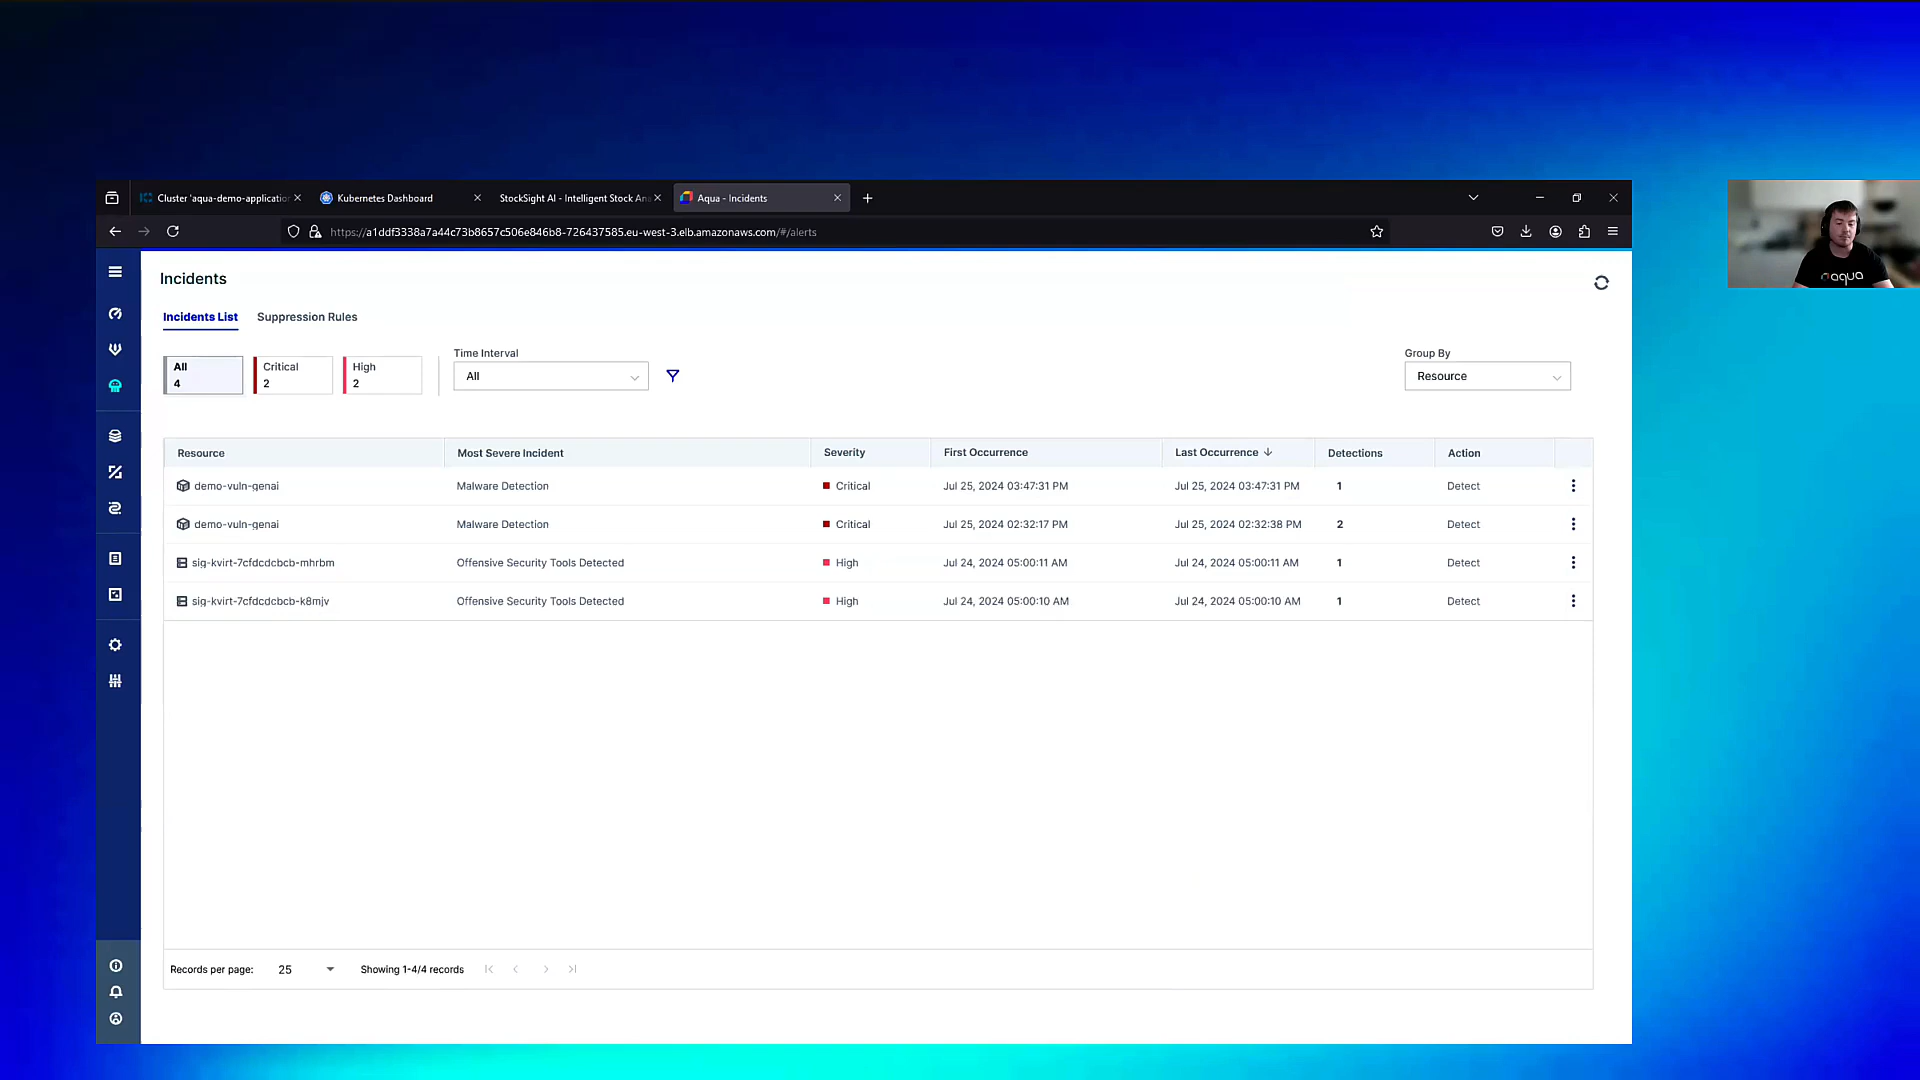 Cluster 'aqua-demo-application
Kubernetes Dashboard
StockSight AI - Intelligent Stock Ana
Aqua - Incidents
https://a1ddf3338a7a44c73b8657c506e846b8-726437585.eu-west-3.elb.amazonaws.com/#/alerts
aqua
Incidents
Incidents List
Suppression Rules
All
4
Critical
2
High
2
Time Interval
All
Group By
Resource
Resource Most Severe Incident Severity First Occurrence Last Occurrence Detections Action
demo-vuln-genai Malware Detection Critical Jul 25, 2024 03:47:31 PM Jul 25, 2024 03:47:31 PM 1 Detect
demo-vuln-genai Malware Detection Critical Jul 25, 2024 02:32:17 PM Jul 25, 2024 02:32:38 PM 2 Detect
sig-kvirt-7cfdcdcbcb-mhrbm Offensive Security Tools Detected High Jul 24, 2024 05:00:11 AM Jul 24, 2024 05:00:11 AM 1 Detect
sig-kvirt-7cfdcdcbcb-k8mjv Offensive Security Tools Detected High Jul 24, 2024 05:00:10 AM Jul 24, 2024 05:00:10 AM 1 Detect
Records per page: 25 Showing 1-4/4 records